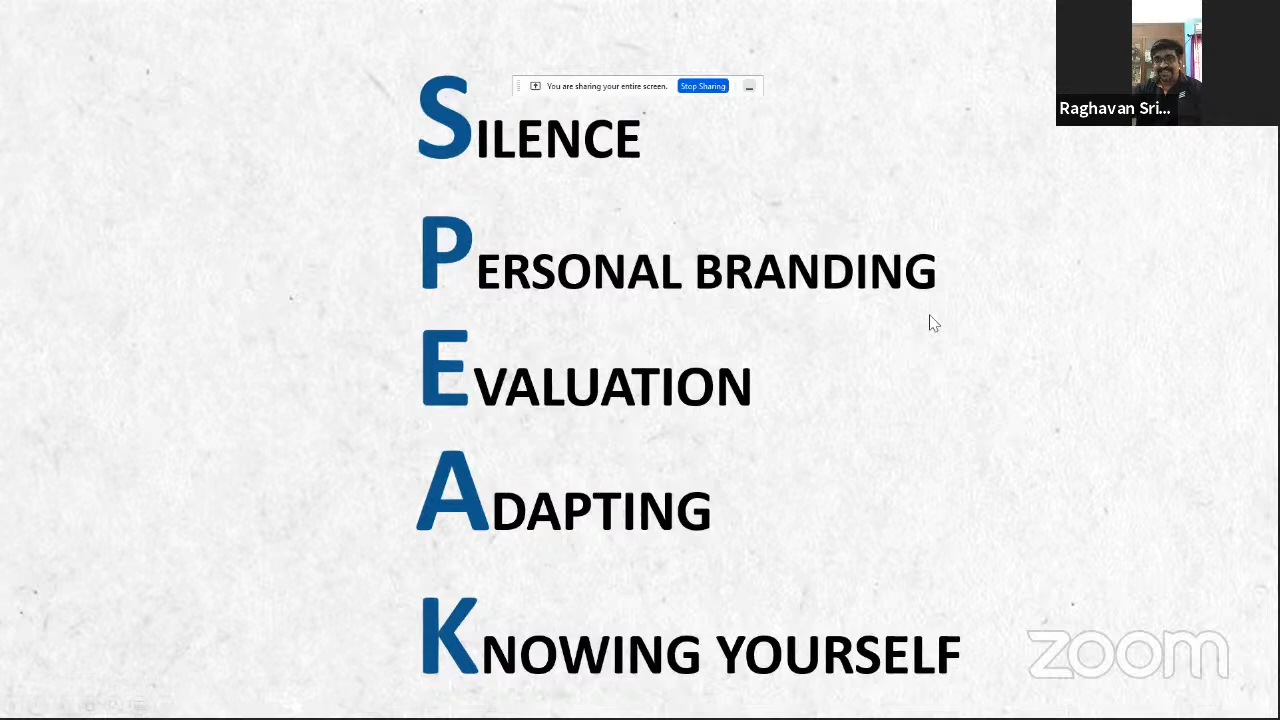 You are sharing your entire screen. Stop Sharing
SILENCE
Raghavan Sri...
PERSONAL BRANDING
EVALUATION
ADAPTING
KNOWING YOURSELF
zoom